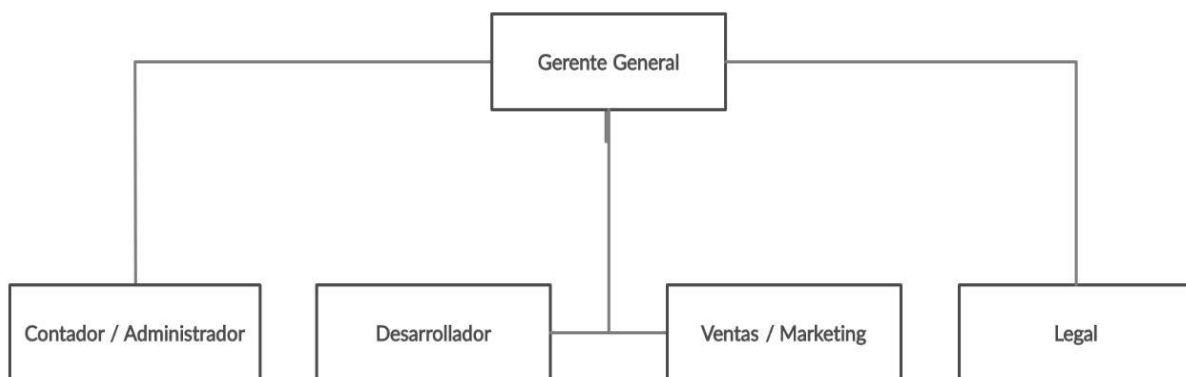 Gerente General
Contador / Administrador
Desarrollador
Ventas / Marketing
Legal